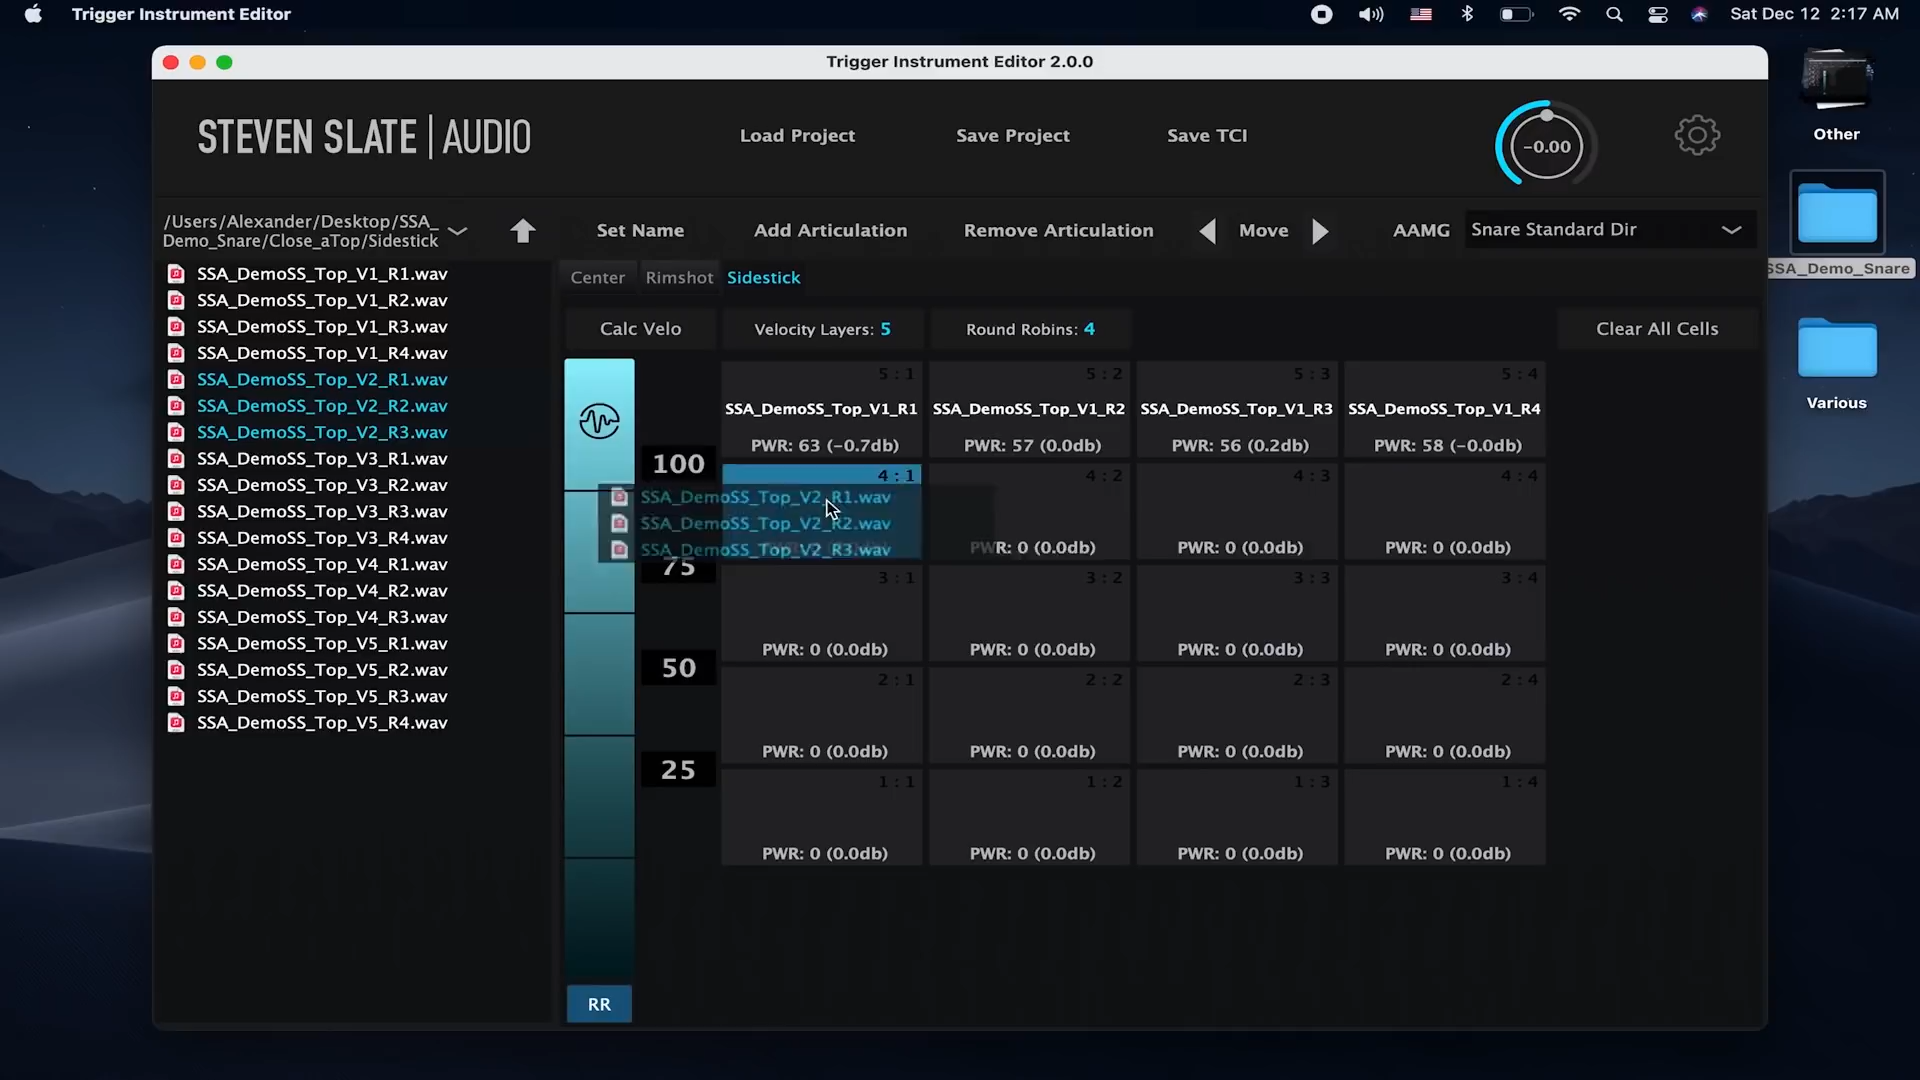 Trigger Instrument Editor
Sat Dec 12 2:17 AM
Trigger Instrument Editor 2.0.0
STEVEN SLATE | AUDIO
Load Project
Save Project
Save TCI
-0.00
Other
/Users/Alexander/Desktop/SSA_
Demo_Snare/Close_aTop/Sidestick
Set Name
Add Articulation
Remove Articulation
Move
AAMG
Snare Standard Dir
SSA_Demo_Snare
Various
SSA_DemoSS_Top_V1_R1.wav
SSA_DemoSS_Top_V1_R2.wav
SSA_DemoSS_Top_V1_R3.wav
SSA_DemoSS_Top_V1_R4.wav
SSA_DemoSS_Top_V2_R1.wav
SSA_DemoSS_Top_V2_R2.wav
SSA_DemoSS_Top_V2_R3.wav
SSA_DemoSS_Top_V3_R1.wav
SSA_DemoSS_Top_V3_R2.wav
SSA_DemoSS_Top_V3_R3.wav
SSA_DemoSS_Top_V3_R4.wav
SSA_DemoSS_Top_V4_R1.wav
SSA_DemoSS_Top_V4_R2.wav
SSA_DemoSS_Top_V4_R3.wav
SSA_DemoSS_Top_V5_R1.wav
SSA_DemoSS_Top_V5_R2.wav
SSA_DemoSS_Top_V5_R3.wav
SSA_DemoSS_Top_V5_R4.wav
Center Rimshot Sidestick
Calc Velo
Velocity Layers: 5
Round Robins: 4
Clear All Cells
5 : 1 5 : 2 5 : 3 5 : 4
SSA_DemoSS_Top_V1_R1 SSA_DemoSS_Top_V1_R2 SSA_DemoSS_Top_V1_R3 SSA_DemoSS_Top_V1_R4
PWR: 63 (-0.7db) PWR: 57 (0.0db) PWR: 56 (0.2db) PWR: 58 (-0.0db)
100
4 : 1 4 : 2 4 : 3 4 : 4
SSA_DemoSS_Top_V2_R1.wav
SSA_DemoSS_Top_V2_R2.wav
SSA_DemoSS_Top_V2_R3.wav
PWR: 0 (0.0db) PWR: 0 (0.0db) PWR: 0 (0.0db)
75
3 : 1 3 : 2 3 : 3 3 : 4
PWR: 0 (0.0db) PWR: 0 (0.0db) PWR: 0 (0.0db) PWR: 0 (0.0db)
50
2 : 1 2 : 2 2 : 3 2 : 4
PWR: 0 (0.0db) PWR: 0 (0.0db) PWR: 0 (0.0db) PWR: 0 (0.0db)
25
1 : 1 1 : 2 1 : 3 1 : 4
PWR: 0 (0.0db) PWR: 0 (0.0db) PWR: 0 (0.0db) PWR: 0 (0.0db)
RR